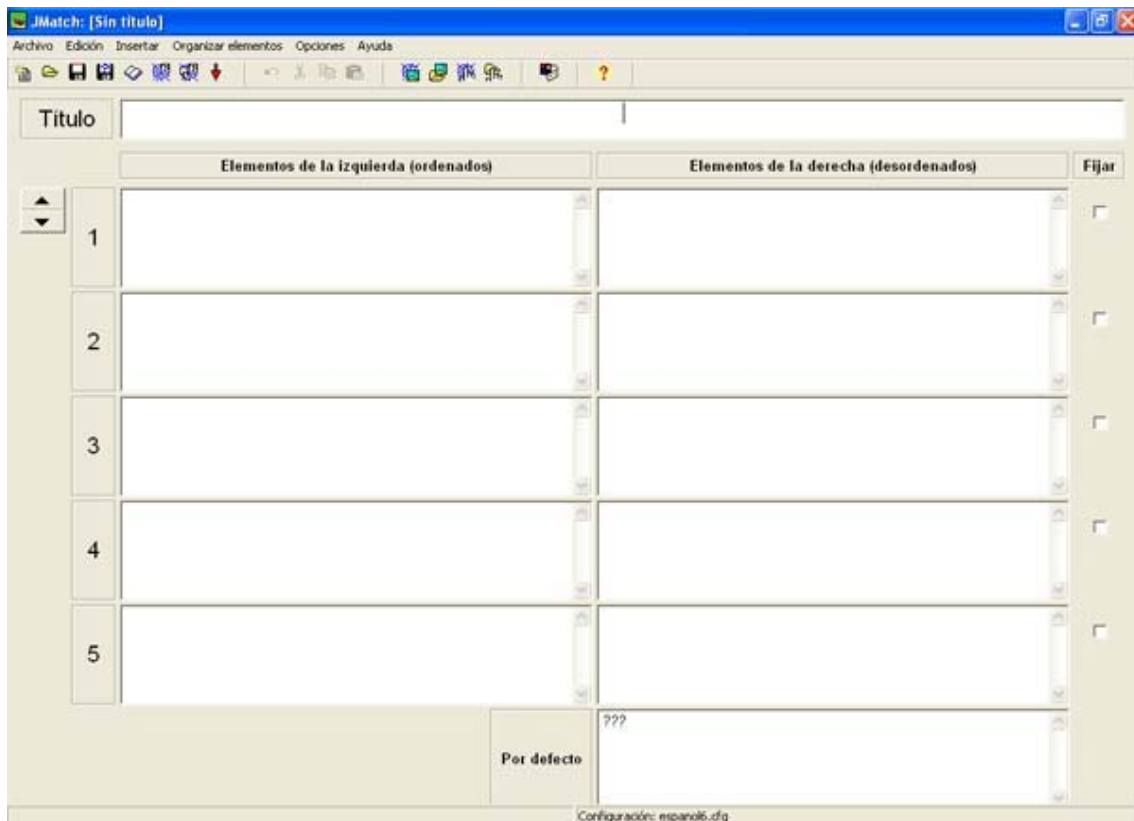 JMatch: [Sin título]
Archivo Edición Insertar Organizar elementos Opciones Ayuda
Título
Elementos de la izquierda (ordenados) Elementos de la derecha (desordenados) Fijar
1
2
3
4
5
Por defecto ???
Configuración: espanol6.cfg